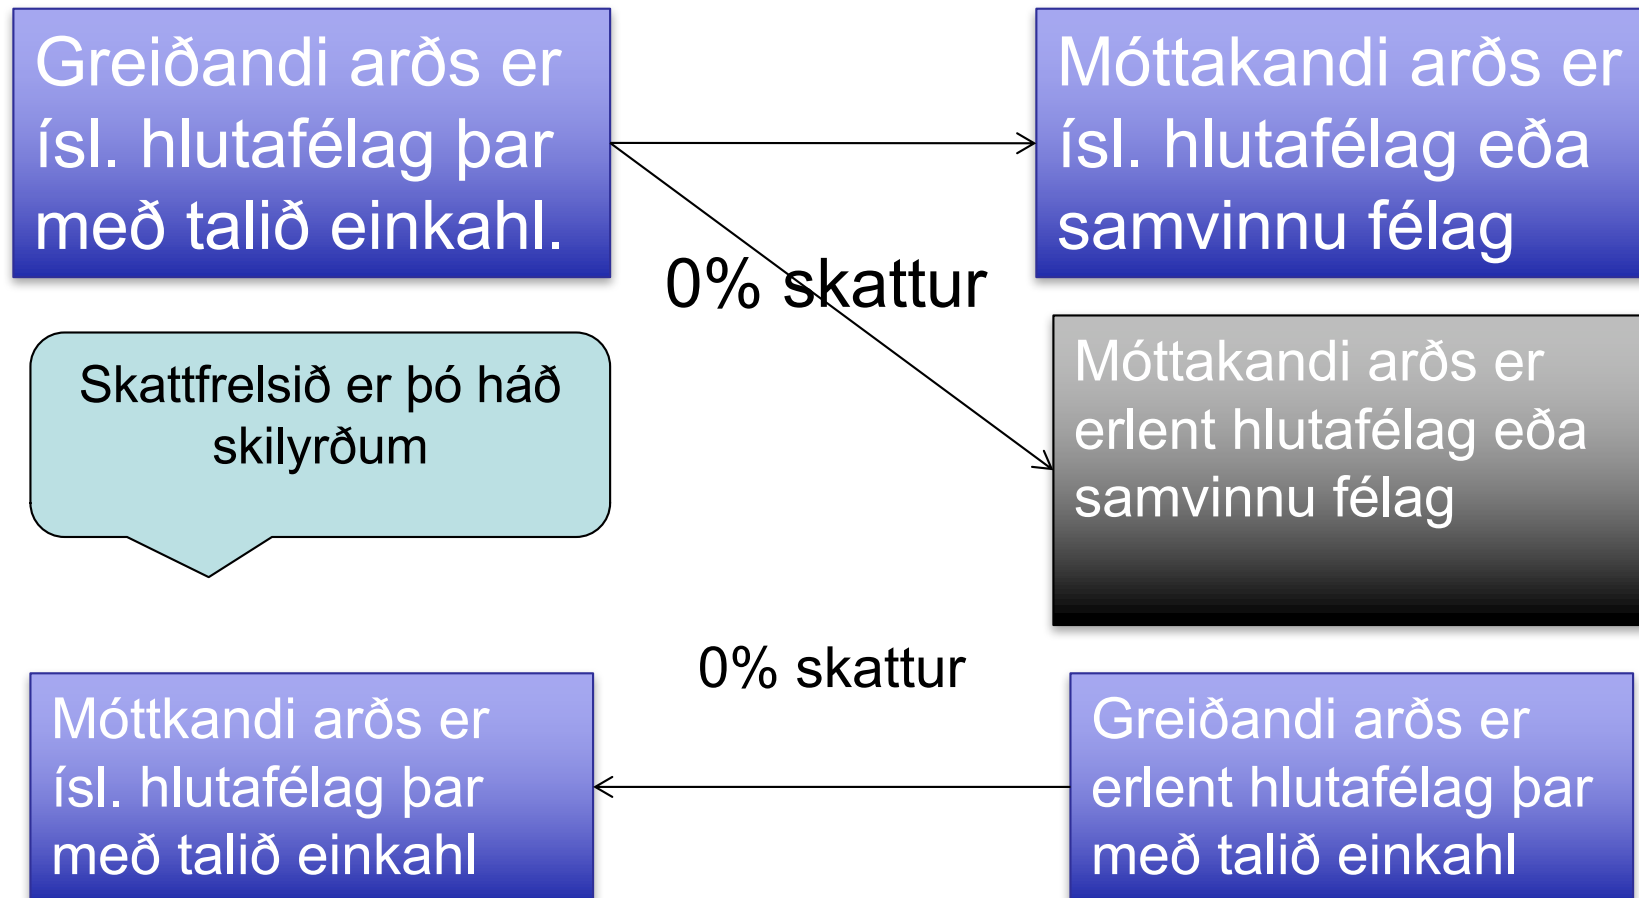 Greiðandi arðs er
ísl. hlutafélag þar
með talið einkahl.
Móttakandi arðs er
ísl. hlutafélag eða
samvinnu félag
0% skattur
Skattfrelsið er þó háð
skilyrðum
Móttakandi arðs er
erlent hlutafélag eða
samvinnu félag
0% skattur
Móttkandi arðs er
ísl. hlutafélag þar
með talið einkahl
Greiðandi arðs er
erlent hlutafélag þar
með talið einkahl